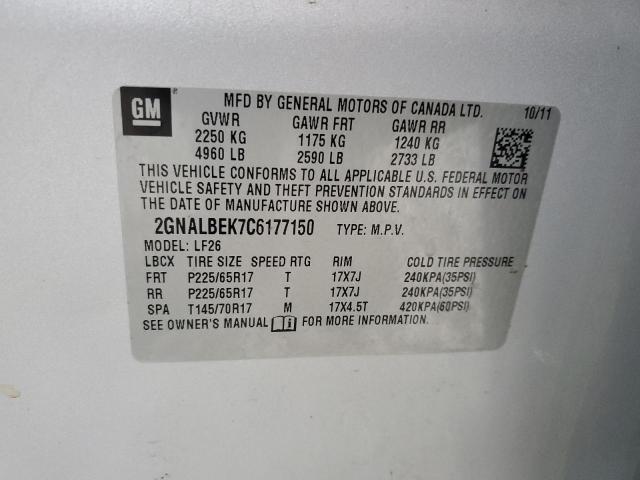 GM
MFD BY GENERAL MOTORS OF CANADA LTD. 10/11
GVWR GAWR FRT GAWR RR
2250 KG 1175 KG 1240 KG
4960 LB 2590 LB 2733 LB
THIS VEHICLE CONFORMS TO ALL APPLICABLE U.S. FEDERAL MOTOR
VEHICLE SAFETY AND THEFT PREVENTION STANDARDS IN EFFECT ON
THE DATE OF MANUFACTURE SHOWN ABOVE.
2GNALBEK7C6177150 TYPE: M.P.V.
MODEL: LF26
LBCX TIRE SIZE SPEED RTG RIM COLD TIRE PRESSURE
FRT P225/65R17 T 17X7J 240KPA(35PSI)
RR P225/65R17 T 17X7J 240KPA(35PSI)
SPA T145/70R17 M 17X4.5T 420KPA(60PSI)
SEE OWNER'S MANUAL FOR MORE INFORMATION.